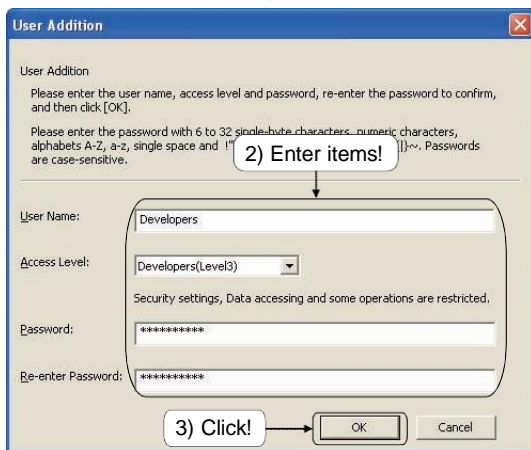 User Addition
User Addition
Please enter the user name, access level and password, re-enter the password to confirm,
and then click [OK].
Please enter the password with 6 to 32 single-byte characters, numeric characters,
alphabets A-Z, a-z, single space and !" {|}~. Passwords
are case-sensitive.
2) Enter items!
User Name: Developers
Access Level: Developers(Level3)
Security settings, Data accessing and some operations are restricted.
Password: **********
Re-enter Password: **********
3) Click! OK Cancel